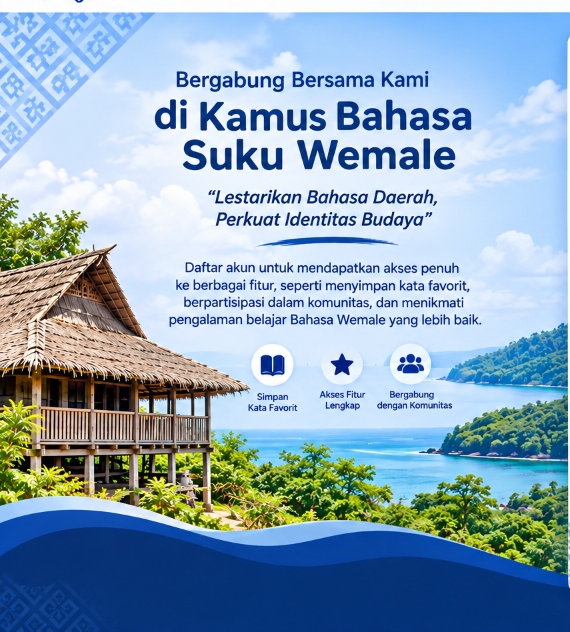 Bergabung Bersama Kami
di Kamus Bahasa
Suku Wemale
“Lestarikan Bahasa Daerah,
Perkuat Identitas Budaya”
Daftar akun untuk mendapatkan akses penuh
ke berbagai fitur, seperti menyimpan kata favorit,
berpartisipasi dalam komunitas, dan menikmati
pengalaman belajar Bahasa Wemale yang lebih baik.
Simpan
Kata Favorit
Akses Fitur
Lengkap
Bergabung
dengan Komunitas